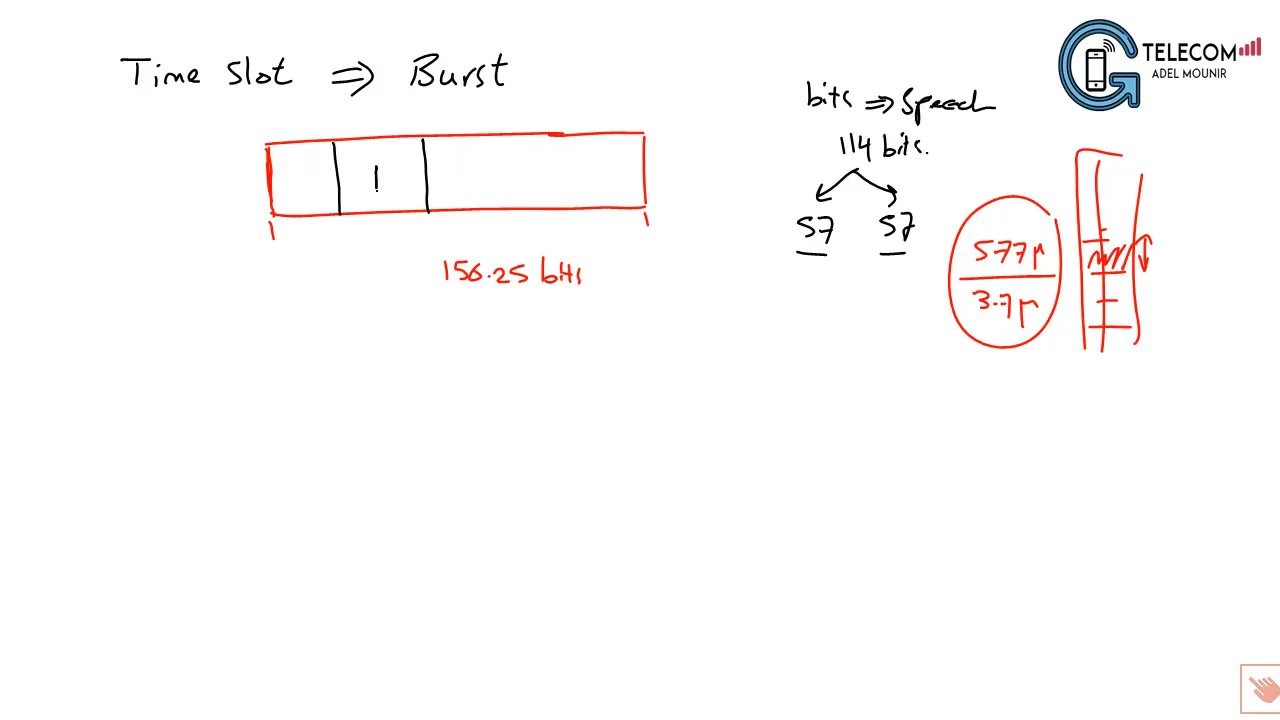 Time Slot ⇒ Burst
TELECOM
ADEL MOUNIR
bits ⇒ Speech
114 bits.
57 57
1
156.25 bits
577μ
3.7μ